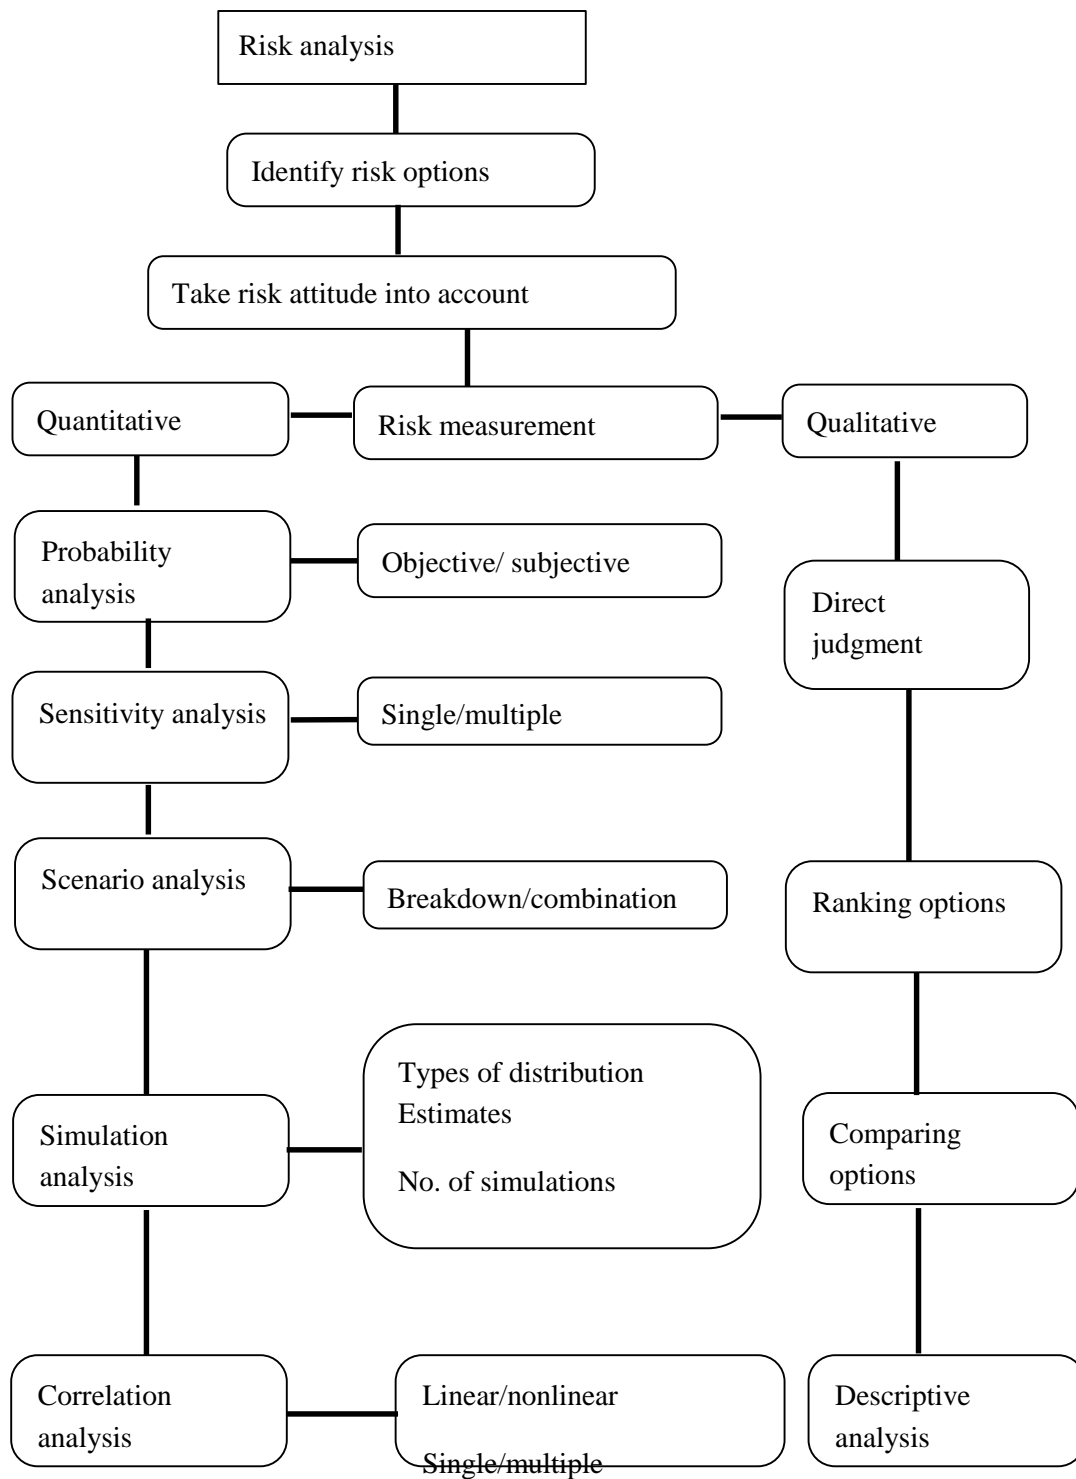 Risk analysis
Identify risk options
Take risk attitude into account
Quantitative
Risk measurement
Qualitative
Probability
analysis
Objective/ subjective
Direct
judgment
Sensitivity analysis
Single/multiple
Scenario analysis
Breakdown/combination
Ranking options
Types of distribution
Estimates
No. of simulations
Simulation
analysis
Comparing
options
Correlation
analysis
Linear/nonlinear
Single/multiple
Descriptive
analysis